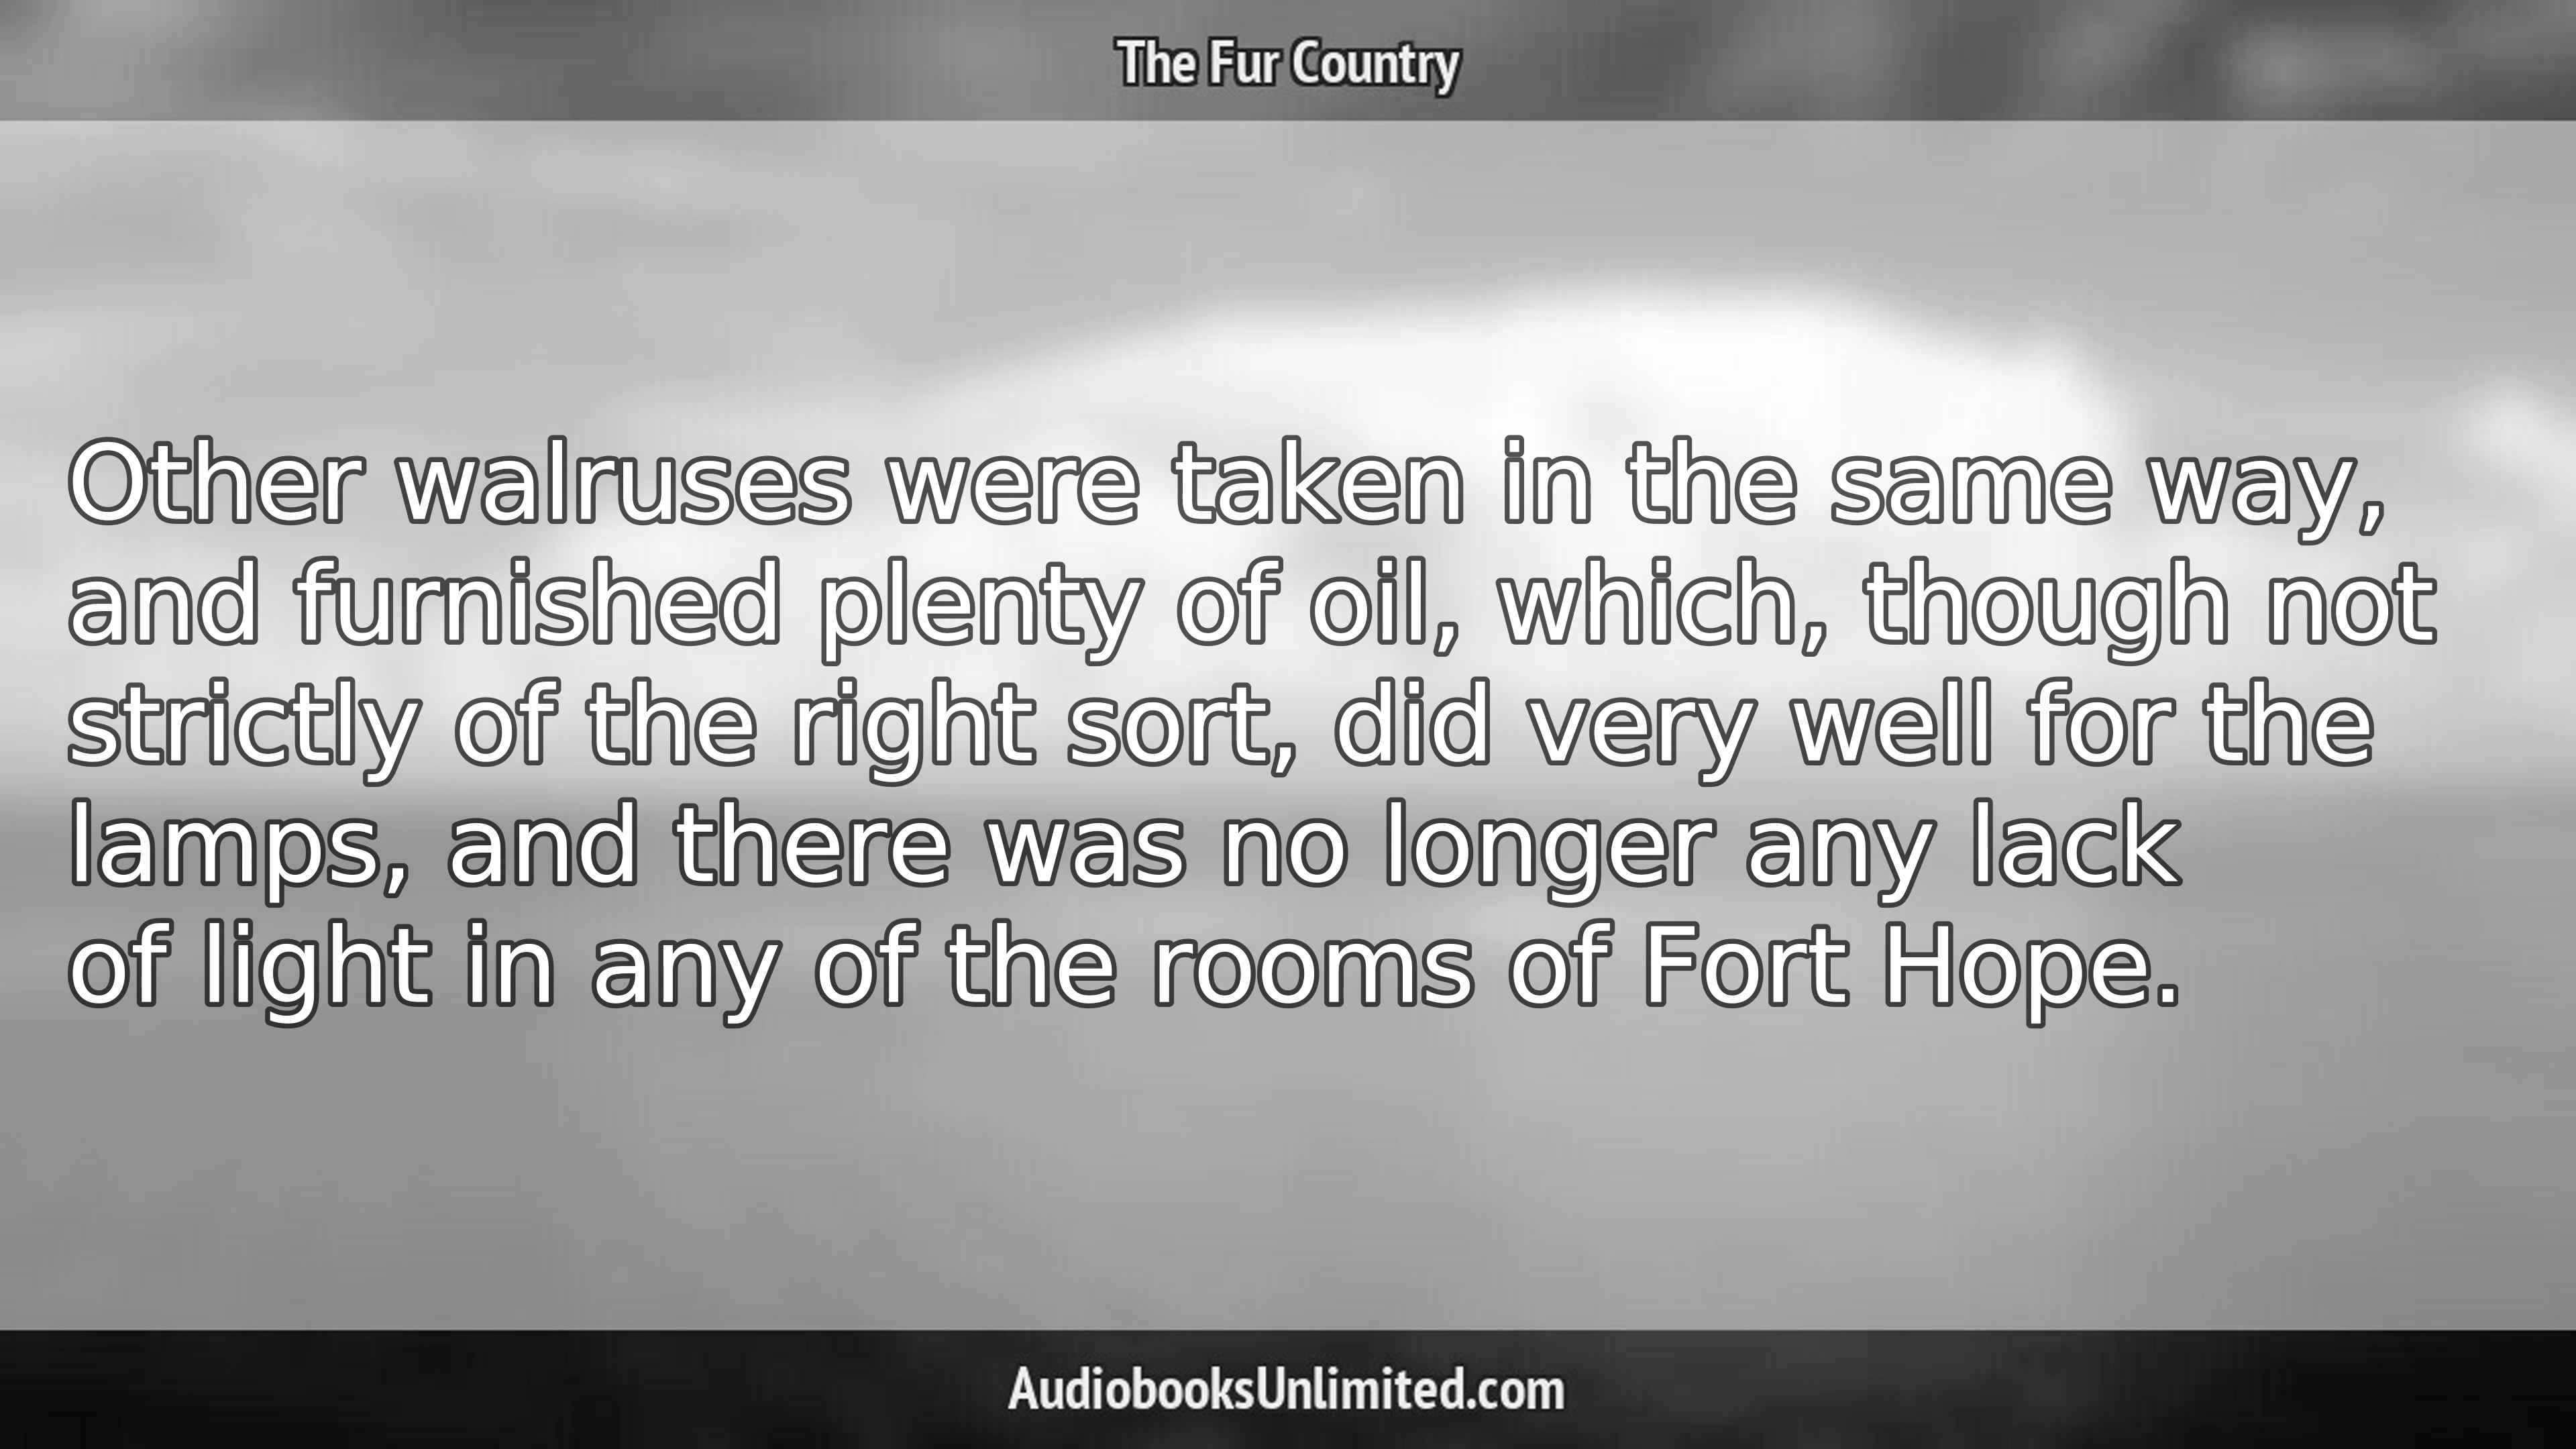 The Fur Country
Other walruses were taken in the same way,
and furnished plenty of oil, which, though not
strictly of the right sort, did very well for the
lamps, and there was no longer any lack
of light in any of the rooms of Fort Hope.
AudiobooksUnlimited.com